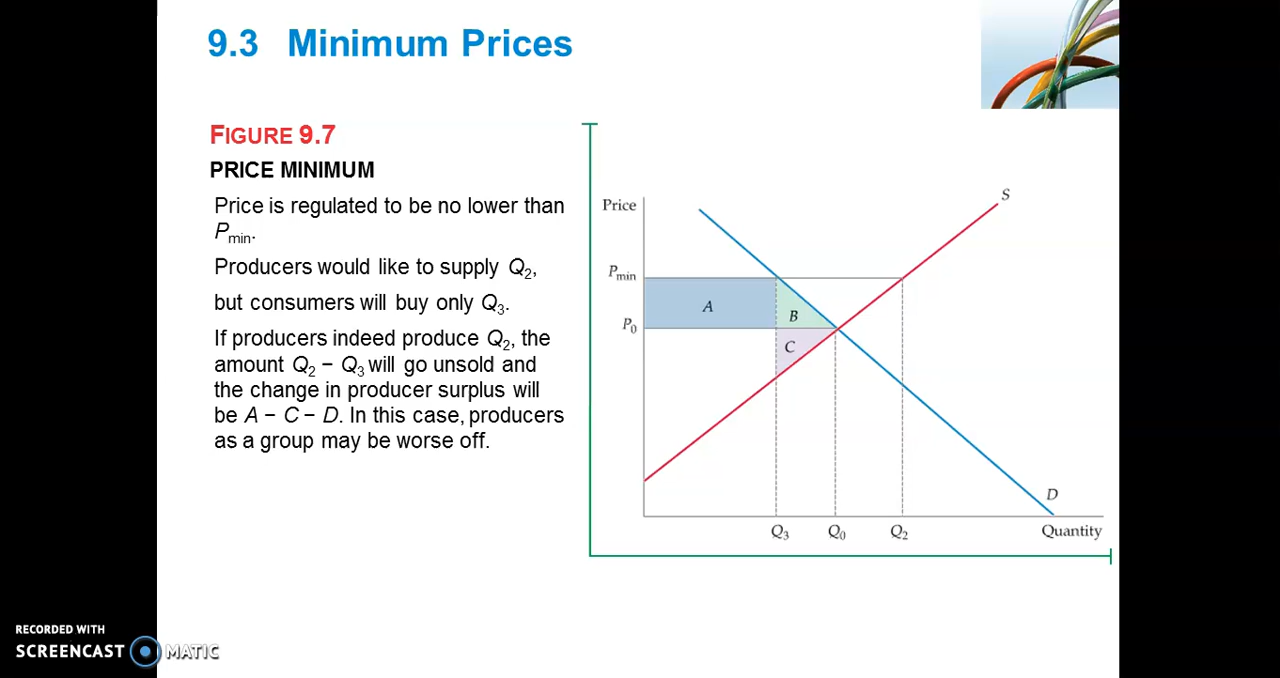 9.3 Minimum Prices
FIGURE 9.7
PRICE MINIMUM
Price is regulated to be no lower than
Pmin.
Producers would like to supply Q2,
but consumers will buy only Q3.
If producers indeed produce Q2, the
amount Q2 − Q3 will go unsold and
the change in producer surplus will
be A − C − D. In this case, producers
as a group may be worse off.
S
Price
Pmin
A
B
P0
C
D
Q3 Q0 Q2 Quantity
RECORDED WITH
SCREENCAST MATIC